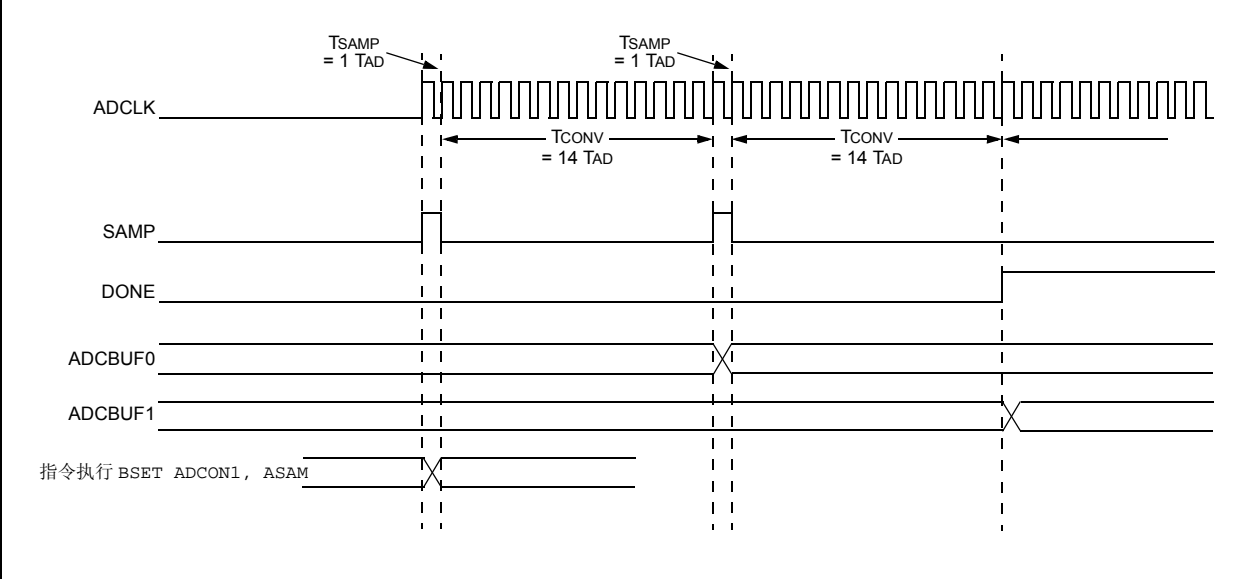 TSAMP
= 1 TAD
TSAMP
= 1 TAD
ADCLK
TCONV
= 14 TAD
TCONV
= 14 TAD
SAMP
DONE
ADCBUF0
ADCBUF1
指令执行 BSET ADCON1, ASAM